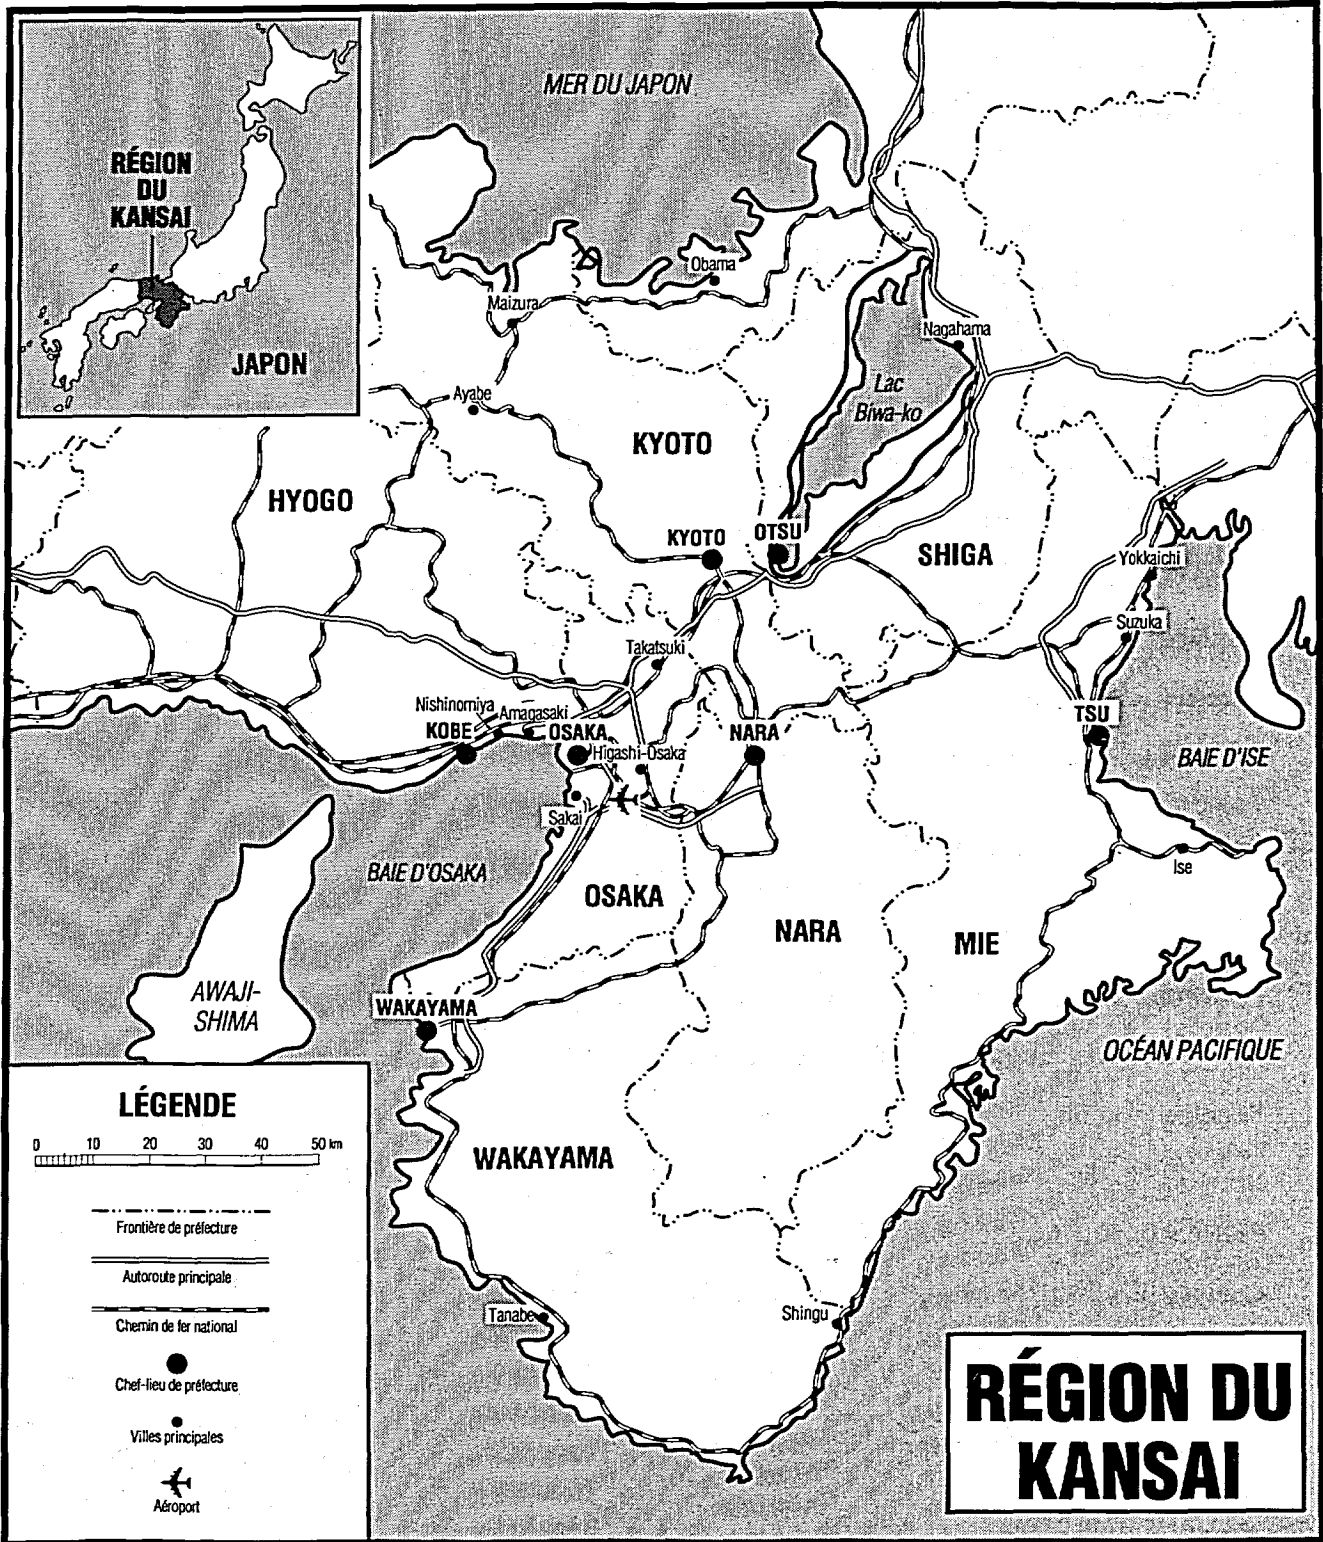 MER DU JAPON
RÉGION
DU
KANSAI
JAPON
Obama
Maizura
Nagahama
Ayabe
Lac
Biwa-ko
KYOTO
HYOGO
KYOTO
OTSU
SHIGA
Yokkaichi
Suzuka
Takatsuki
Nishinomiya
Amagasaki
KOBE
OSAKA
NARA
TSU
Higashi-Osaka
BAIE D'ISE
Sakai
BAIE D'OSAKA
Ise
OSAKA
NARA
MIE
AWAJI-
SHIMA
WAKAYAMA
OCÉAN PACIFIQUE
LÉGENDE
0 10 20 30 40 50 km
Frontière de préfecture
Autoroute principale
Chemin de fer national
Chef-lieu de préfecture
Villes principales
Aéroport
WAKAYAMA
Tanabe
Shingu
RÉGION DU
KANSAI